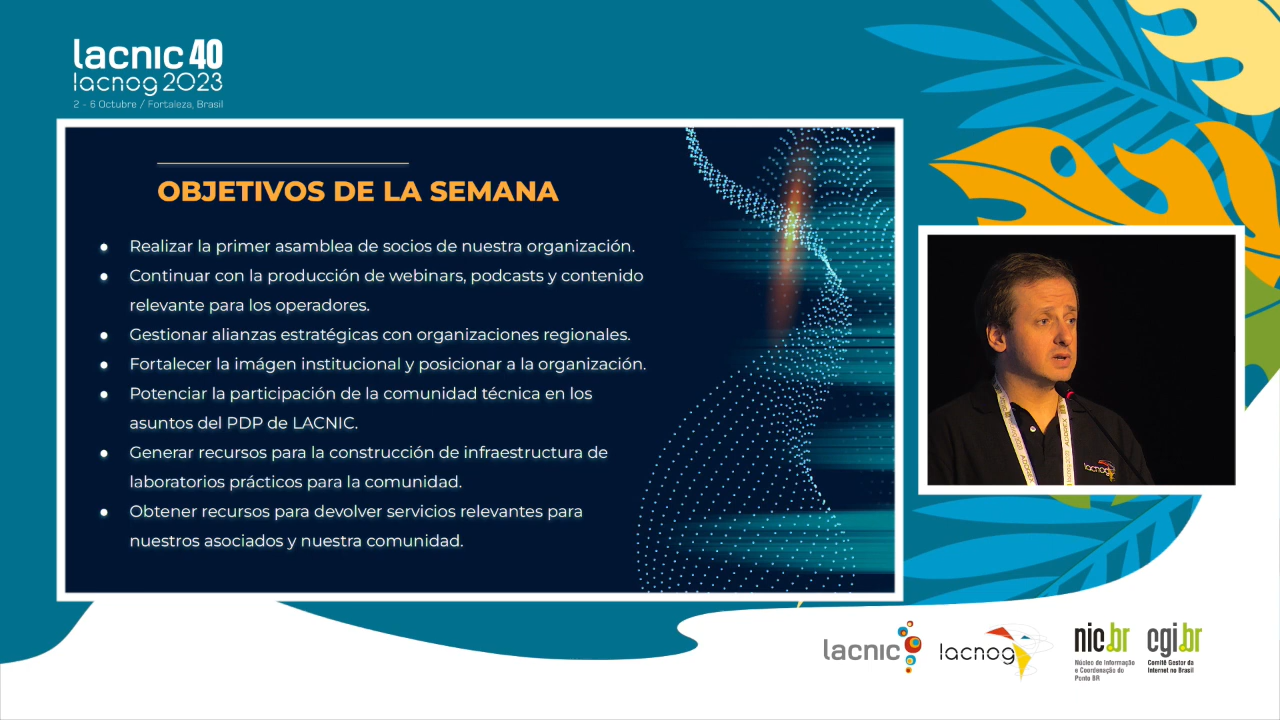 lacnic 40
lacnog 2023
2 - 6 Octubre / Fortaleza, Brasil
OBJETIVOS DE LA SEMANA
● Realizar la primer asamblea de socios de nuestra organización.
● Continuar con la producción de webinars, podcasts y contenido
relevante para los operadores.
● Gestionar alianzas estratégicas con organizaciones regionales.
● Fortalecer la imágen institucional y posicionar a la organización.
● Potenciar la participación de la comunidad técnica en los
asuntos del PDP de LACNIC.
● Generar recursos para la construcción de infraestructura de
laboratorios prácticos para la comunidad.
● Obtener recursos para devolver servicios relevantes para
nuestros asociados y nuestra comunidad.
lacnog
lacnic
lacnog
nic.br
Núcleo de Informação
e Coordenação do
Ponto BR
cgi.br
Comitê Gestor da
Internet no Brasil